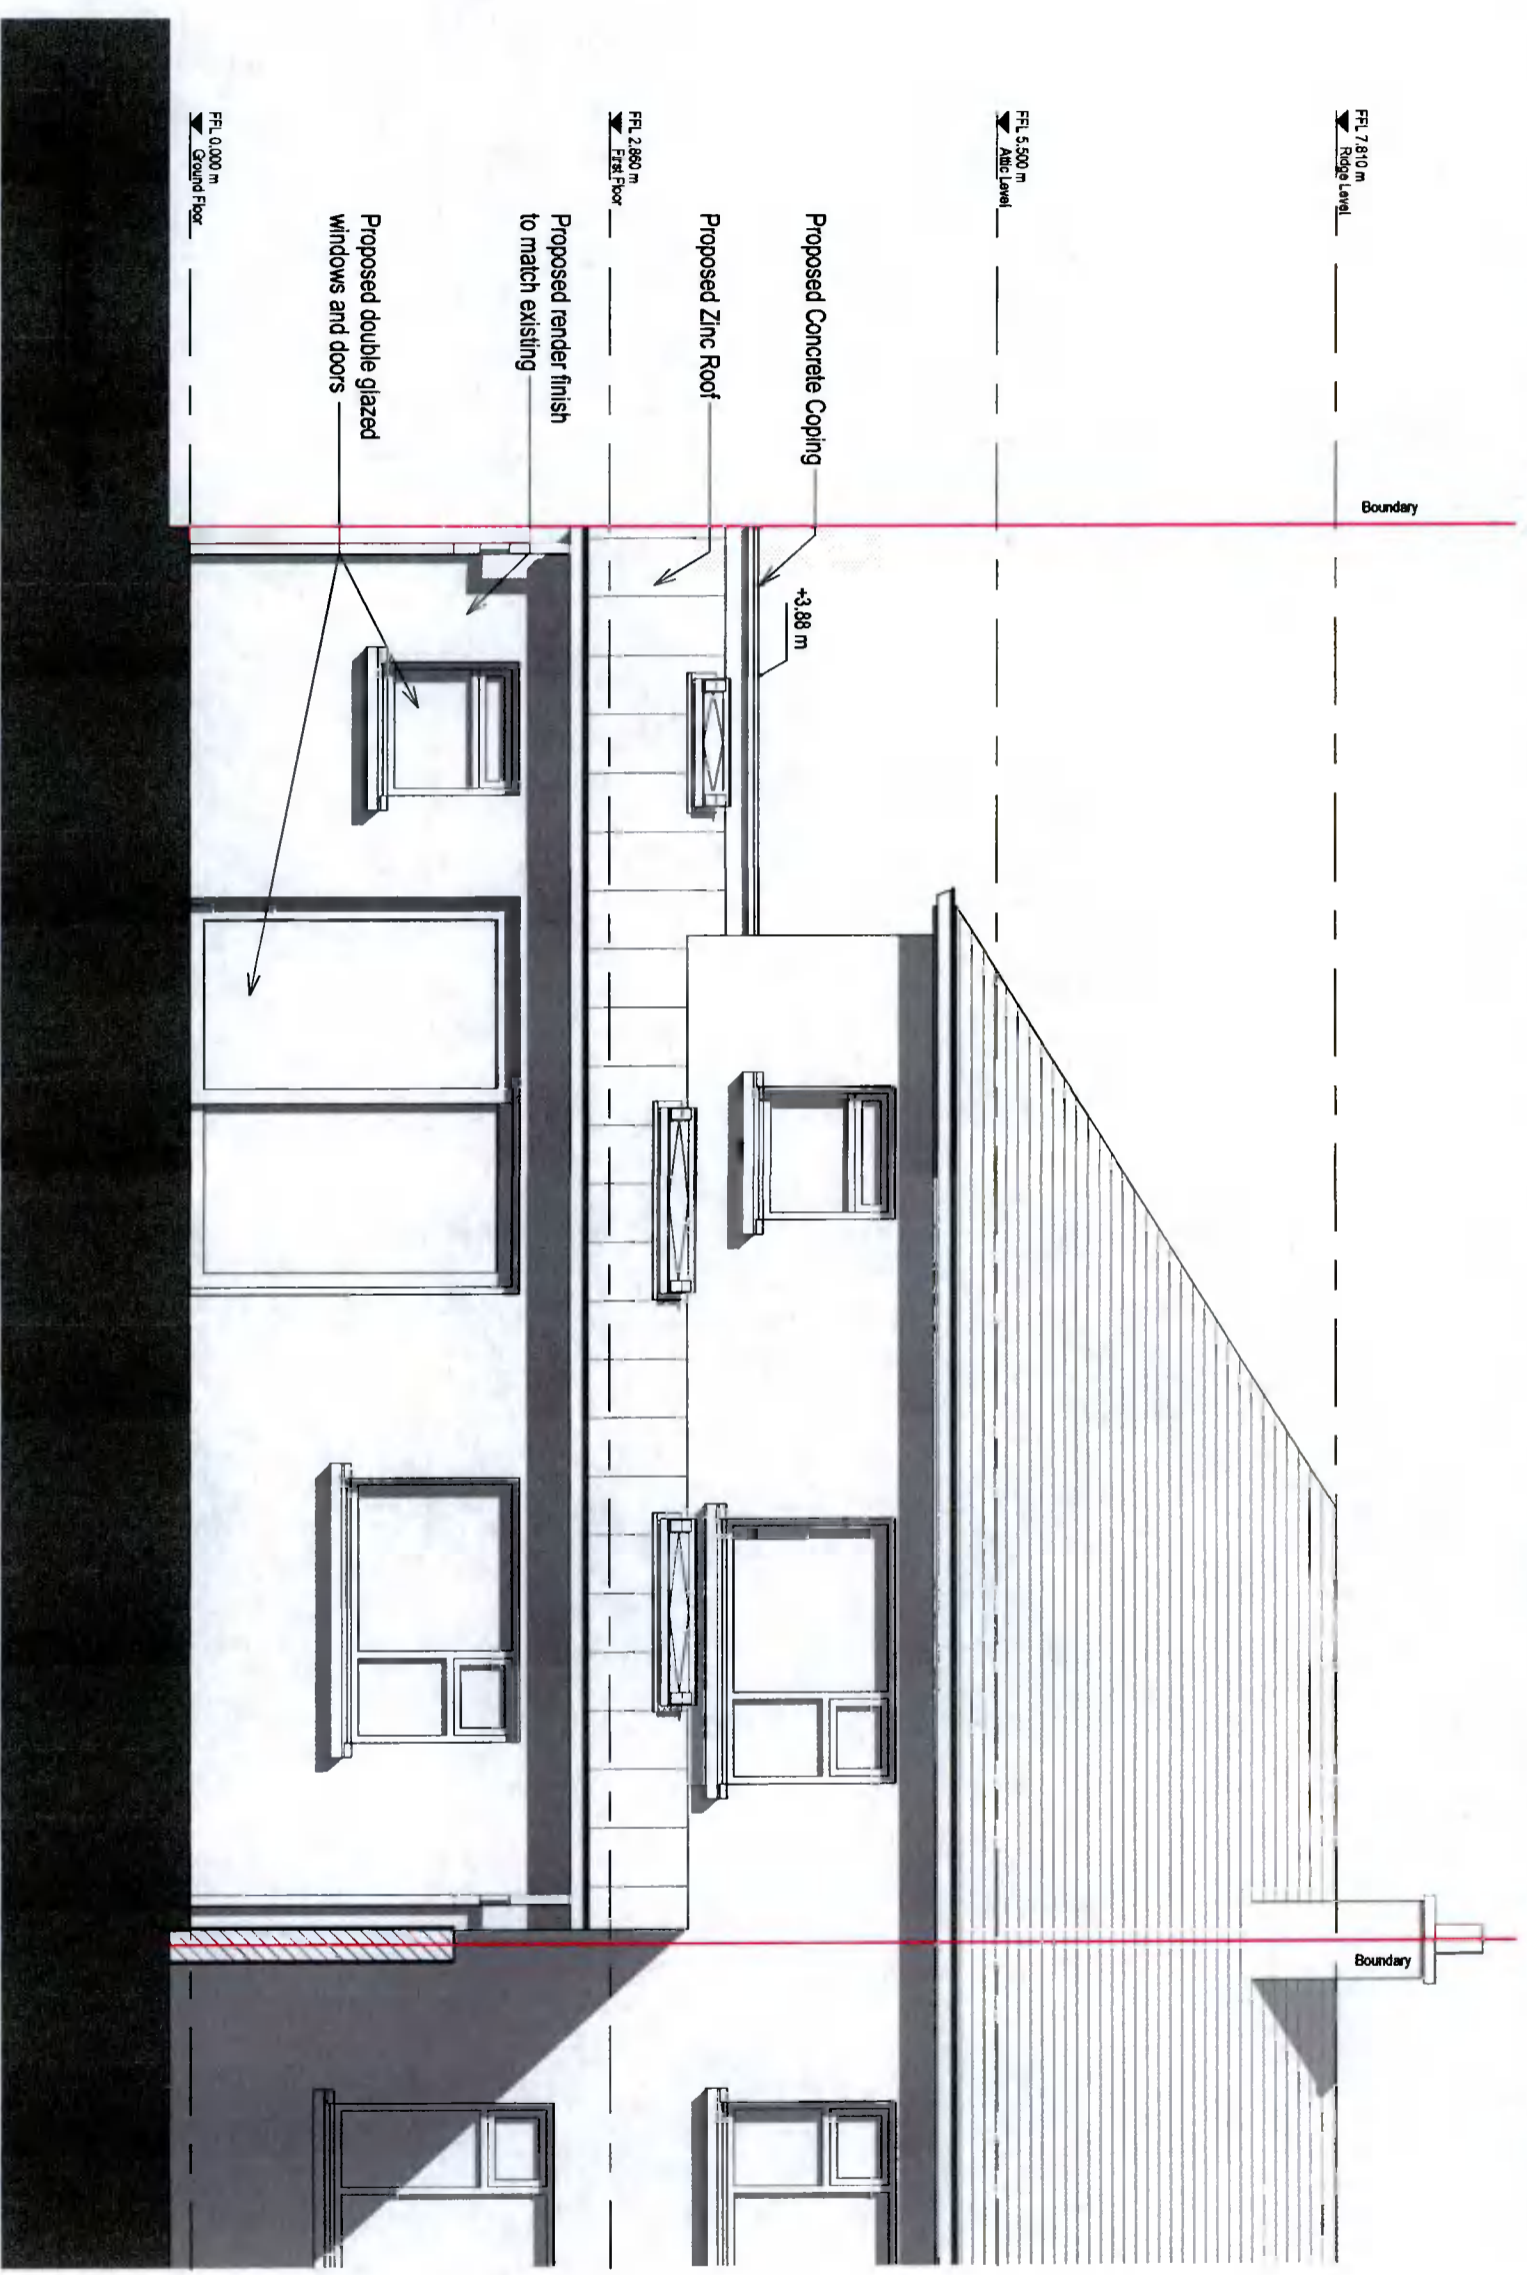 FFL 7.810 m
Ridge Level
FFL 5.500 m
Attic Level
FFL 2.860 m
First Floor
FFL 0.000 m
Ground Floor
Proposed Concrete Coping
+3.88 m
Proposed Zinc Roof
Proposed render finish
to match existing
Proposed double glazed
windows and doors
Boundary
Boundary